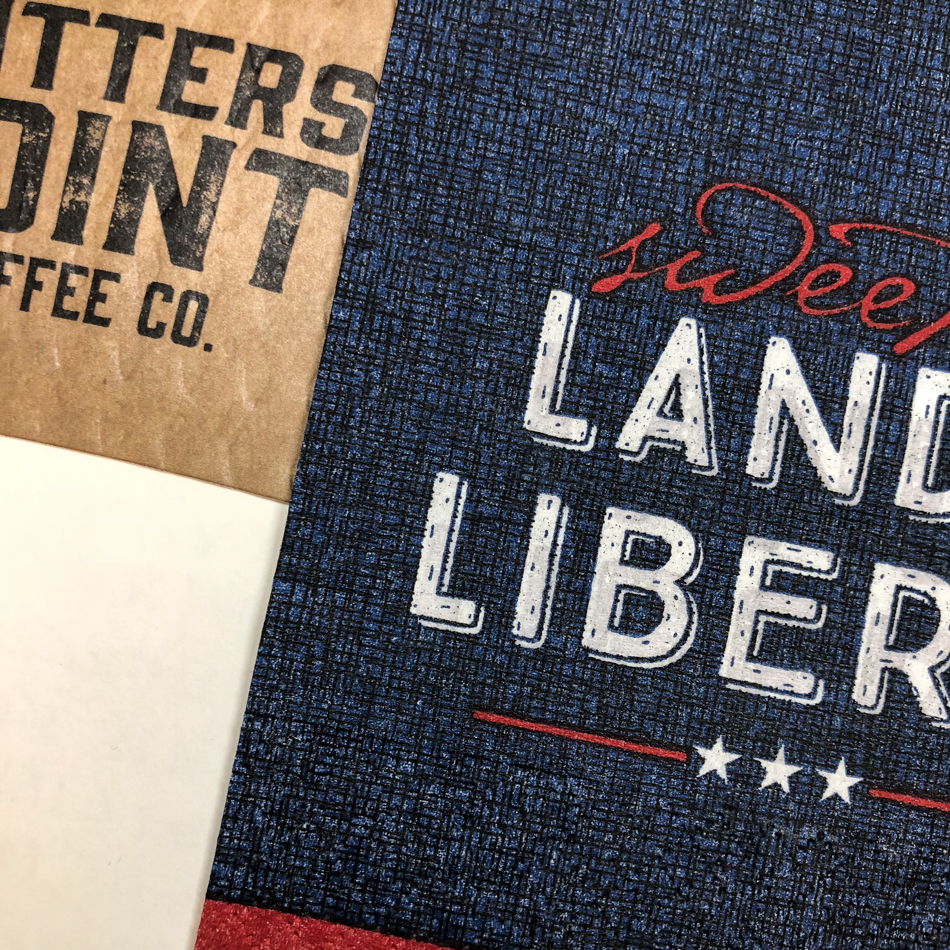 TTERS
OINT
FFEE CO.
sweet
LAND
LIBER